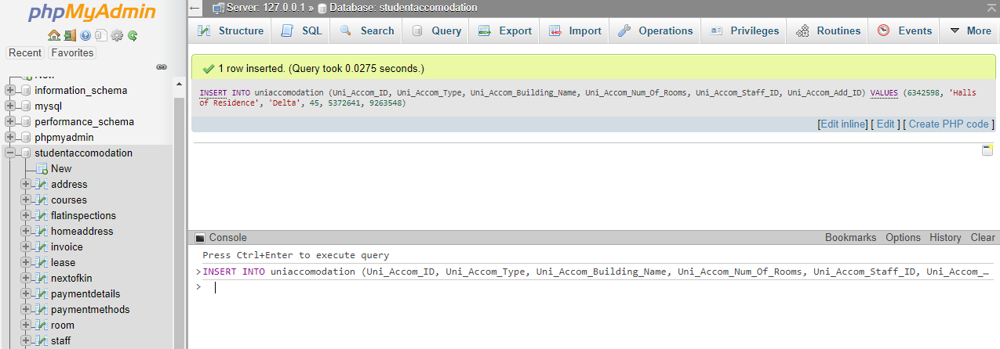 phpMyAdmin
Recent Favorites
New
information_schema
mysql
performance_schema
phpmyadmin
studentaccomodation
New
address
courses
flatinspections
homeaddress
invoice
lease
nextofkin
paymentdetails
paymentmethods
room
staff
Server: 127.0.0.1 » Database: studentaccomodation
Structure SQL Search Query Export Import Operations Privileges Routines Events More
1 row inserted. (Query took 0.0275 seconds.)
INSERT INTO uniaccomodation (Uni_Accom_ID, Uni_Accom_Type, Uni_Accom_Building_Name, Uni_Accom_Num_Of_Rooms, Uni_Accom_Staff_ID, Uni_Accom_Add_ID) VALUES (6342598, 'Halls
of Residence', 'Delta', 45, 5372641, 9263548)
[Edit inline] [ Edit ] [ Create PHP code ]
Console Bookmarks Options History Clear
Press Ctrl+Enter to execute query
>INSERT INTO uniaccomodation (Uni_Accom_ID, Uni_Accom_Type, Uni_Accom_Building_Name, Uni_Accom_Num_Of_Rooms, Uni_Accom_Staff_ID, Uni_Accom_…
>